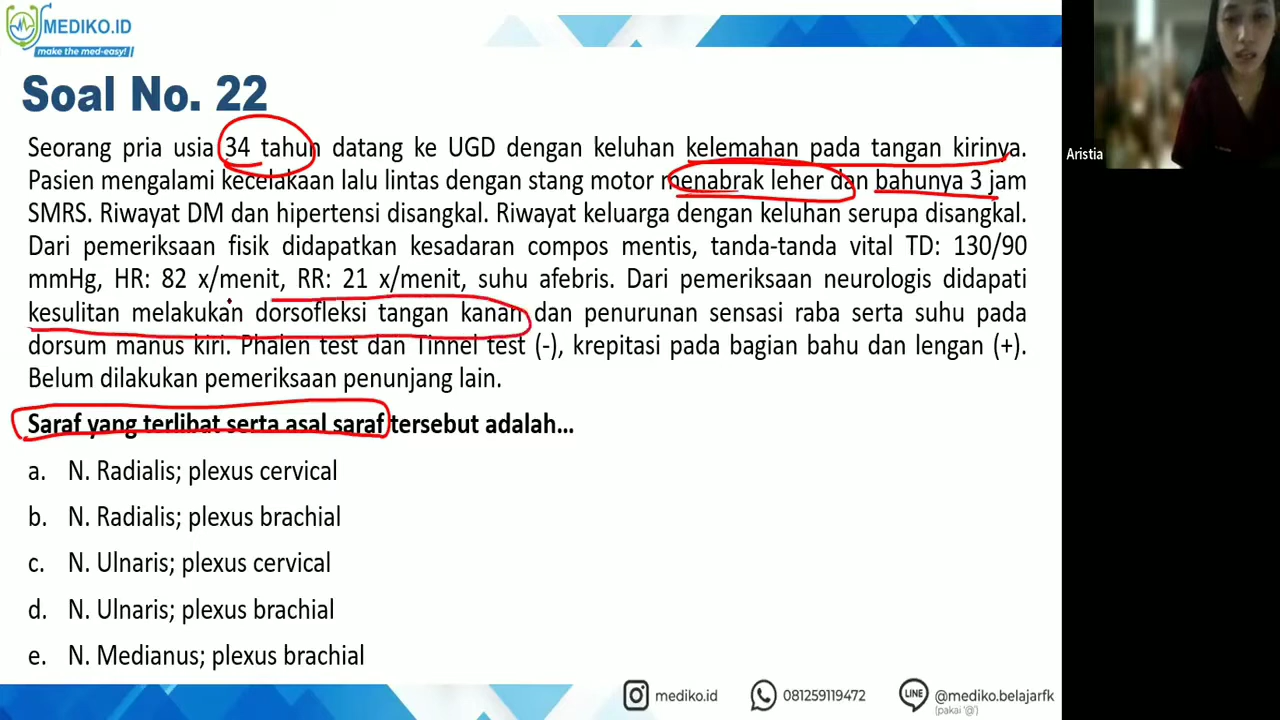 MEDIKO.ID
make the med-easy!
Soal No. 22
Seorang pria usia 34 tahun datang ke UGD dengan keluhan kelemahan pada tangan kirinya.
Pasien mengalami kecelakaan lalu lintas dengan stang motor menabrak leher dan bahunya 3 jam
SMRS. Riwayat DM dan hipertensi disangkal. Riwayat keluarga dengan keluhan serupa disangkal.
Dari pemeriksaan fisik didapatkan kesadaran compos mentis, tanda-tanda vital TD: 130/90
mmHg, HR: 82 x/menit, RR: 21 x/menit, suhu afebris. Dari pemeriksaan neurologis didapati
kesulitan melakukan dorsofleksi tangan kanan dan penurunan sensasi raba serta suhu pada
dorsum manus kiri. Phalen test dan Tinnel test (-), krepitasi pada bagian bahu dan lengan (+).
Belum dilakukan pemeriksaan penunjang lain.
Saraf yang terlibat serta asal saraf tersebut adalah...
a. N. Radialis; plexus cervical
b. N. Radialis; plexus brachial
c. N. Ulnaris; plexus cervical
d. N. Ulnaris; plexus brachial
e. N. Medianus; plexus brachial
Aristia
mediko.id
081259119472
LINE
@mediko.belajarfk
(pakai '@')